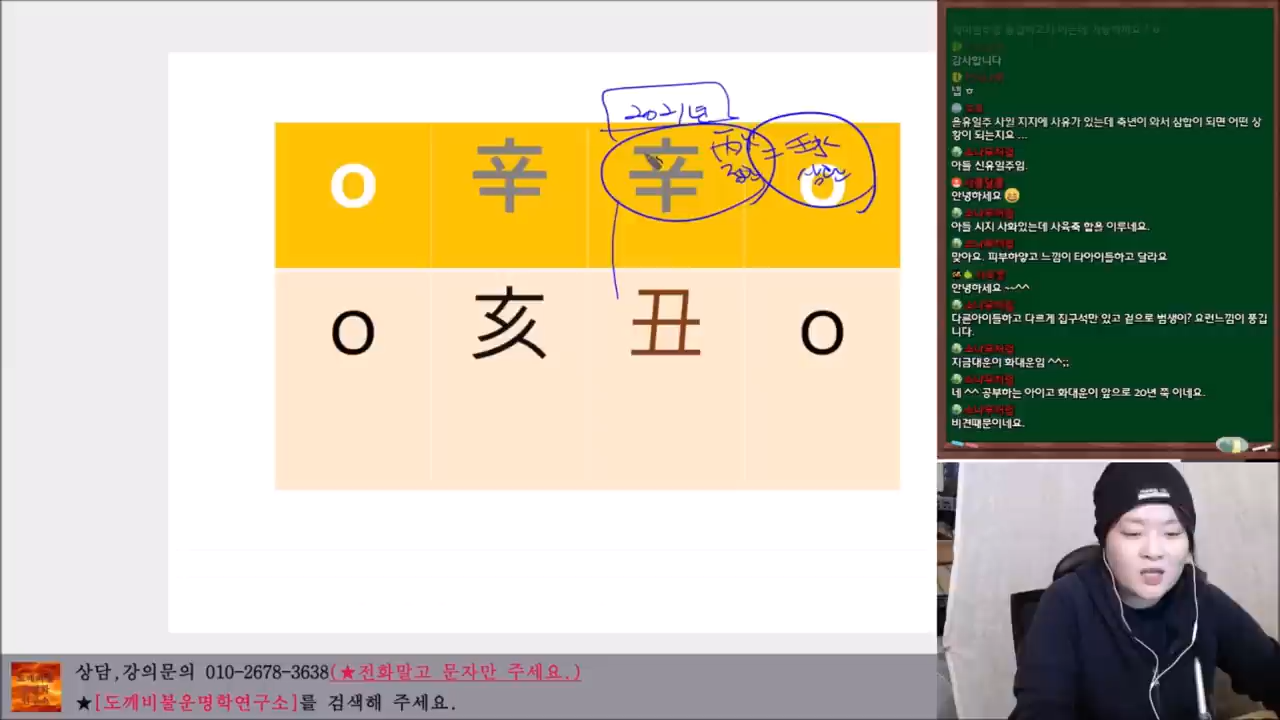 2021년
O 辛 辛 O
O 亥 丑 O
감사합니다
넵 ㅎ
을유일주 사월 지지에 사유가 있는데 축년이 와서 삼합이 되면 어떤 상
황이 되는지요 ...
아들 신유일주임.
안녕하세요 😄
아들 시지 사화있는데 사육축 합을 이루네요.
맞아요. 피부하얗고 느낌이 타아이들하고 달라요
안녕하세요 ~~^^
다른아이들하고 다르게 집구석만 있고 겉으로 범생이? 요런느낌이 풍깁
니다.
지금대운이 화대운임 ^^;;
네 ^^ 공부하는 아이고 화대운이 앞으로 20년 쭉 이네요.
비견때문이네요.
상담,강의문의 010-2678-3638(★전화말고 문자만 주세요.)
★[도깨비불운명학연구소]를 검색해 주세요.